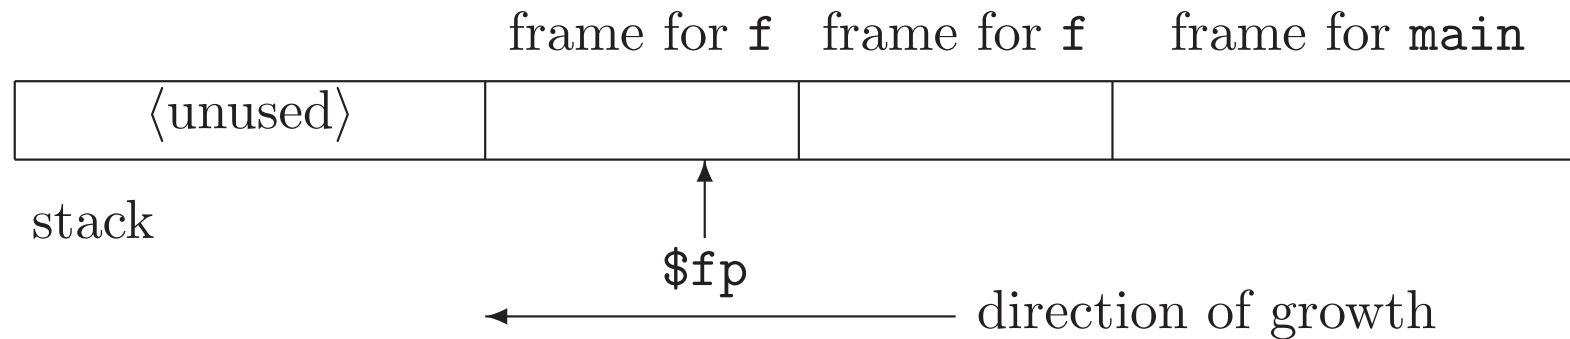 frame for f frame for f frame for main
⟨unused⟩
stack
$fp
direction of growth